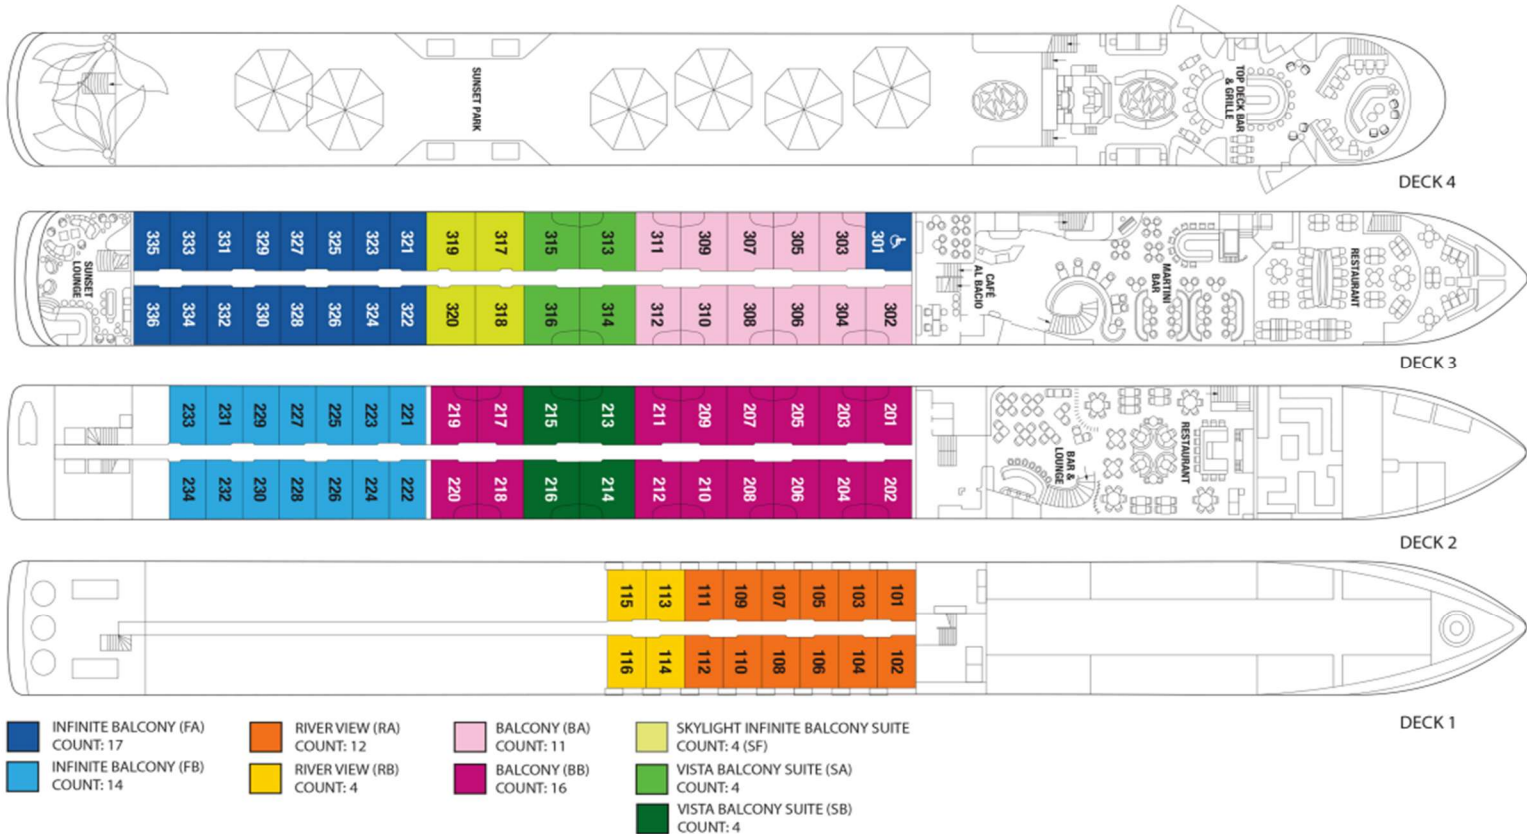 SUNSET PARK
TOP DECK BAR
& GRILLE
DECK 4
335 333 331 329 327 325 323 321 319 317 315 313 311 309 307 305 303 301
SUNSET
LOUNGE
CAFÉ
AL BACIO
MARTINI
BAR
RESTAURANT
336 334 332 330 328 326 324 322 320 318 316 314 312 310 308 306 304 302
DECK 3
233 231 229 227 225 223 221 219 217 215 213 211 209 207 205 203 201
BAR &
LOUNGE
RESTAURANT
234 232 230 228 226 224 222 220 218 216 214 212 210 208 206 204 202
DECK 2
115 113 111 109 107 105 103 101
116 114 112 110 108 106 104 102
DECK 1
INFINITE BALCONY (FA)
COUNT: 17
RIVER VIEW (RA)
COUNT: 12
BALCONY (BA)
COUNT: 11
SKYLIGHT INFINITE BALCONY SUITE
COUNT: 4 (SF)
INFINITE BALCONY (FB)
COUNT: 14
RIVER VIEW (RB)
COUNT: 4
BALCONY (BB)
COUNT: 16
VISTA BALCONY SUITE (SA)
COUNT: 4
VISTA BALCONY SUITE (SB)
COUNT: 4